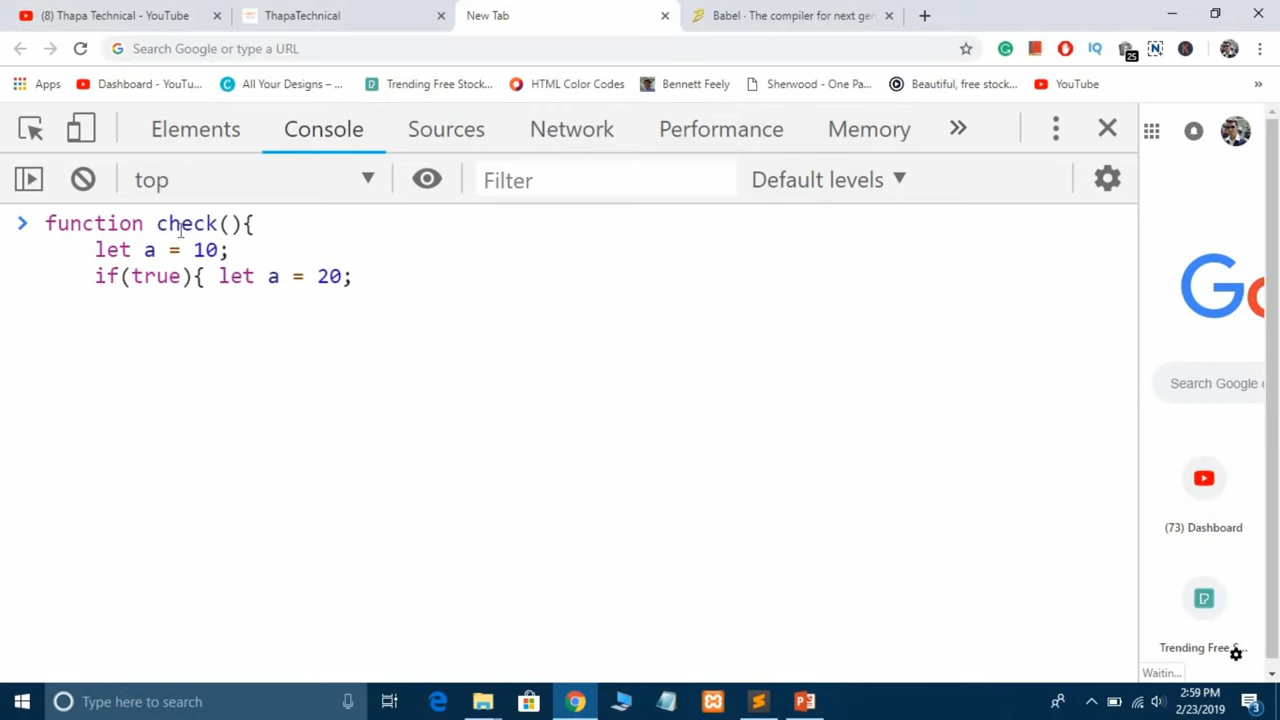 (8) Thapa Technical - YouTube
ThapaTechnical
New Tab
Babel · The compiler for next gen
Search Google or type a URL
25
Apps
Dashboard - YouTu...
All Your Designs – ...
Trending Free Stock...
HTML Color Codes
Bennett Feely
Sherwood - One Pa...
Beautiful, free stock...
YouTube
»
Elements
Console
Sources
Network
Performance
Memory
»
top
Filter
Default levels
function check(){
let a = 10;
if(true){ let a = 20;
Go
Search Google o
(73) Dashboard
Trending Free S...
Waitin...
Type here to search
2:59 PM
2/23/2019
3